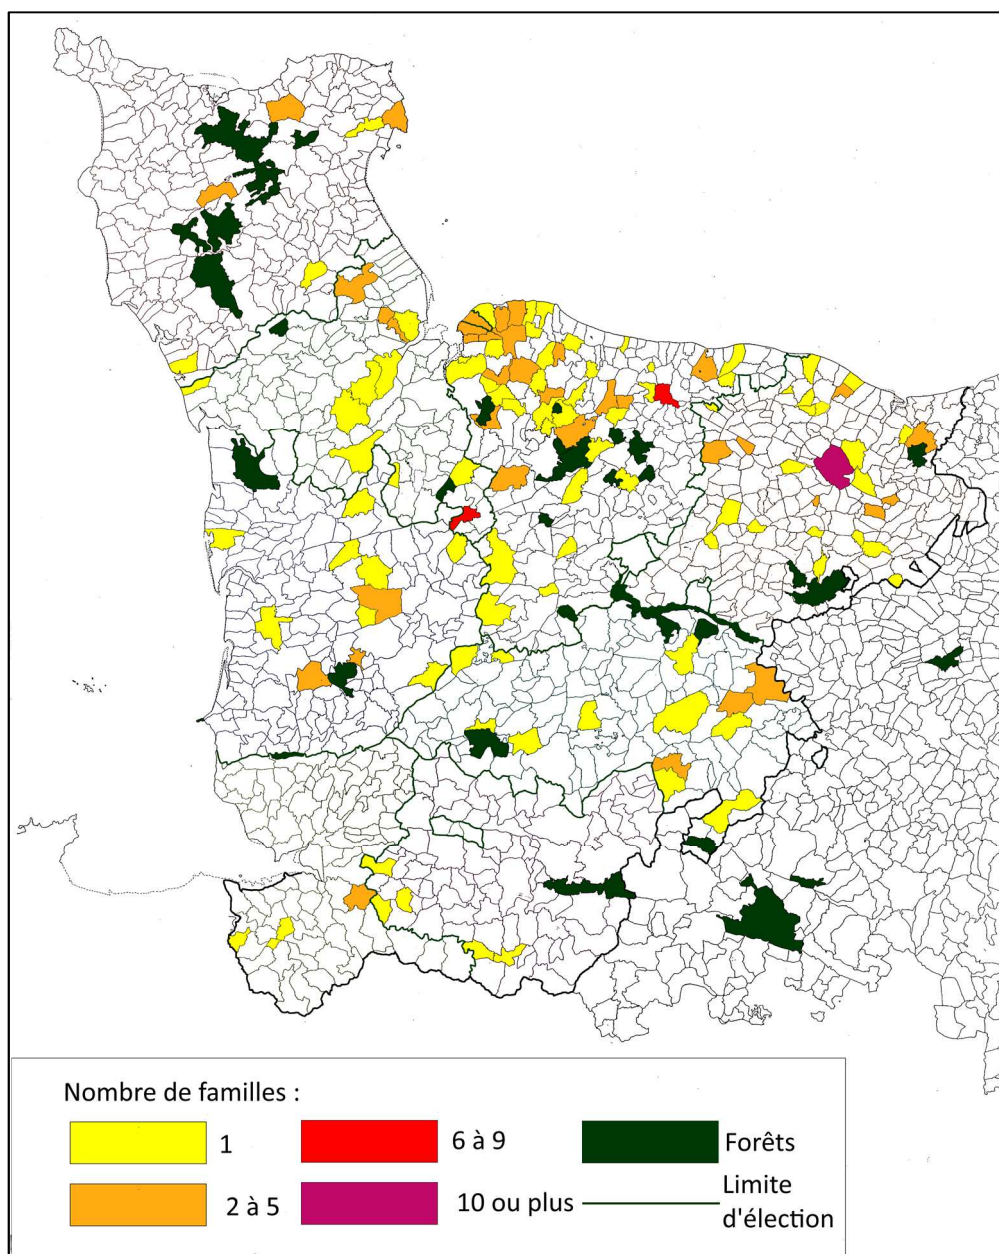 Nombre de familles :
1
6 à 9
Forêts
2 à 5
10 ou plus
Limite
d'élection